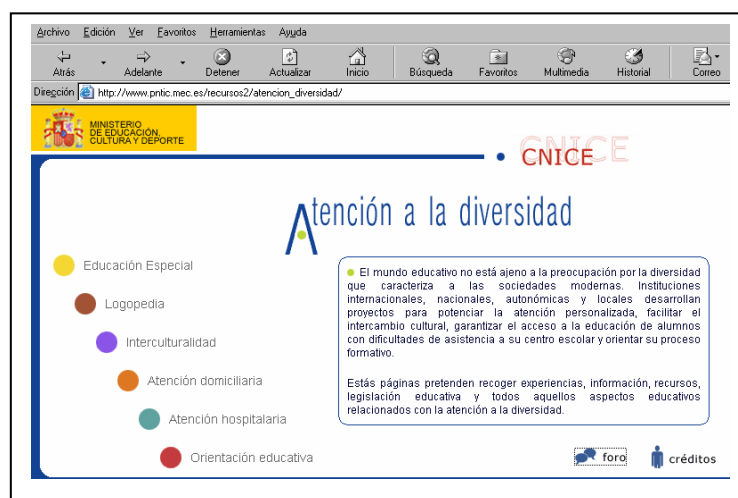 Archivo Edición Ver Favoritos Herramientas Ayuda
Atrás Adelante Detener Actualizar Inicio Búsqueda Favoritos Multimedia Historial Correo
Dirección http://www.pntic.mec.es/recursos2/atencion_diversidad/
MINISTERIO
DE EDUCACIÓN,
CULTURA Y DEPORTE
CNICE
CNICE
Atención a la diversidad
Educación Especial
Logopedia
Interculturalidad
Atención domiciliaria
Atención hospitalaria
Orientación educativa
El mundo educativo no está ajeno a la preocupación por la diversidad
que caracteriza a las sociedades modernas. Instituciones
internacionales, nacionales, autonómicas y locales desarrollan
proyectos para potenciar la atención personalizada, facilitar el
intercambio cultural, garantizar el acceso a la educación de alumnos
con dificultades de asistencia a su centro escolar y orientar su proceso
formativo.
Estás páginas pretenden recoger experiencias, información, recursos,
legislación educativa y todos aquellos aspectos educativos
relacionados con la atención a la diversidad.
foro
créditos